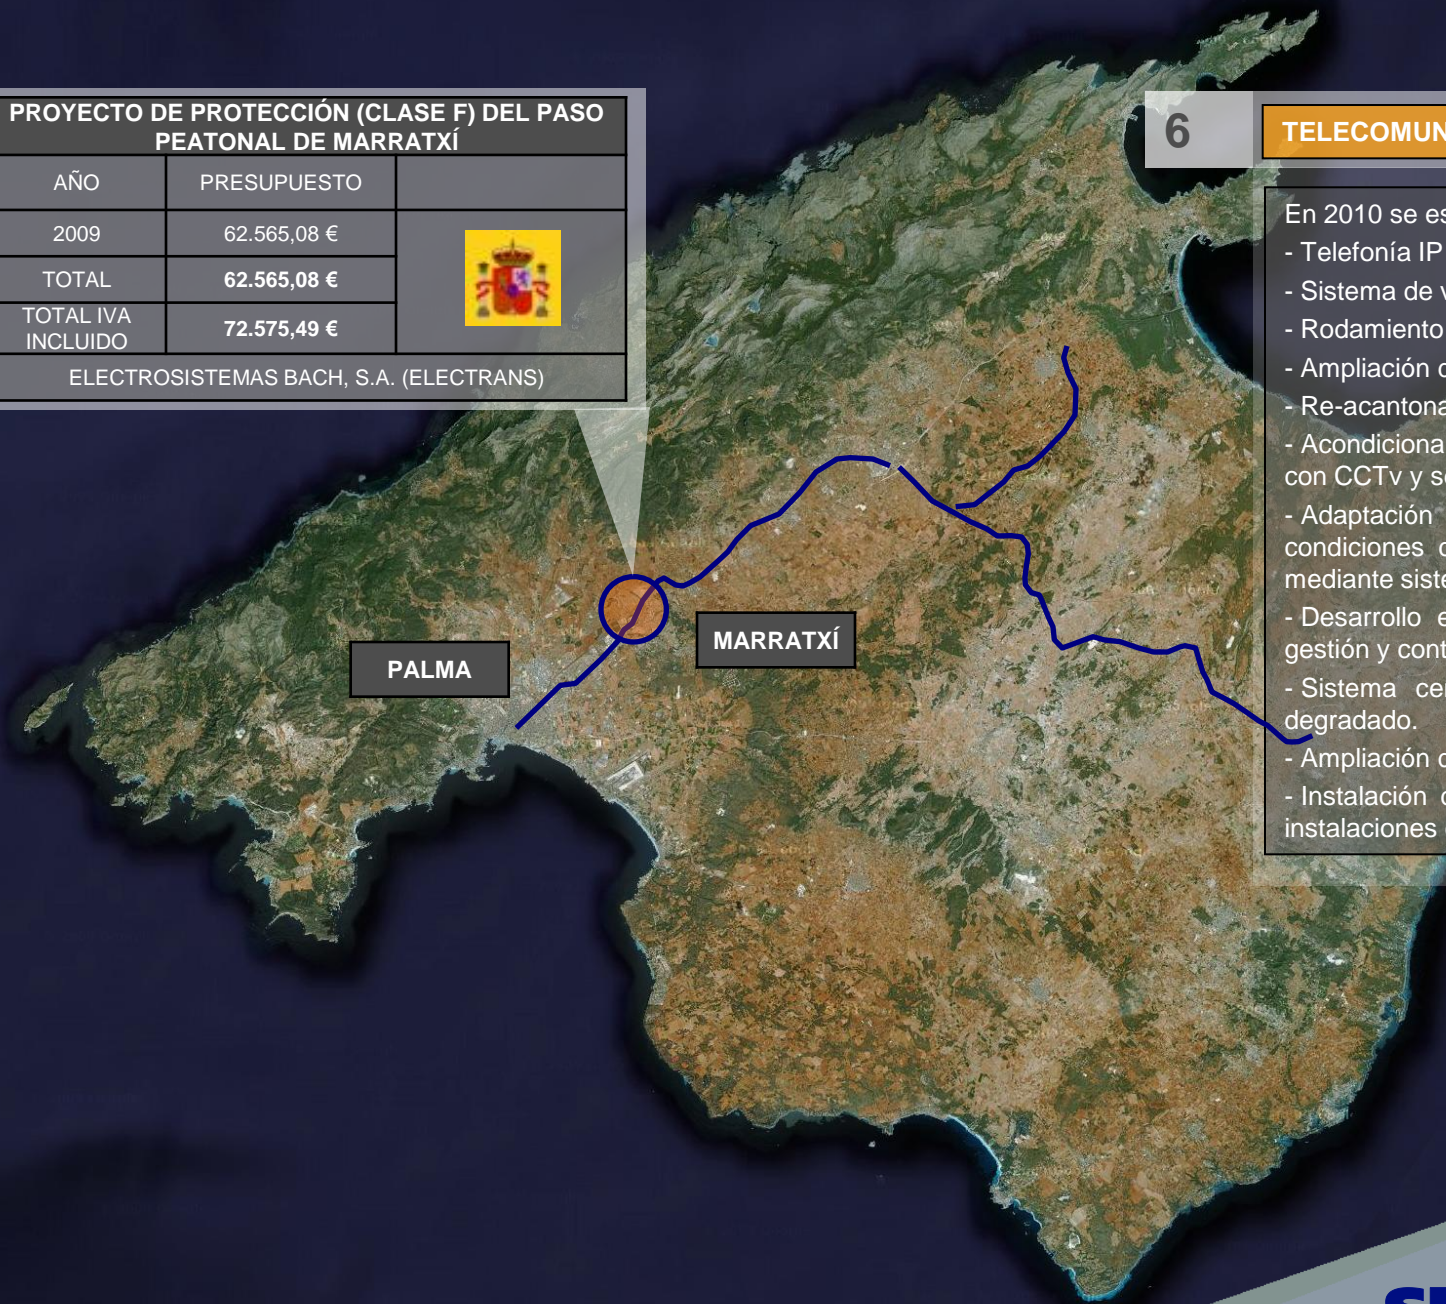 PROYECTO DE PROTECCIÓN (CLASE F) DEL PASO
PEATONAL DE MARRATXÍ
AÑO PRESUPUESTO
2009 62.565,08 €
TOTAL 62.565,08 €
TOTAL IVA
INCLUIDO 72.575,49 €
ELECTROSISTEMAS BACH, S.A. (ELECTRANS)
PALMA
MARRATXÍ
6
TELECOMUN
En 2010 se es
- Telefonía IP
- Sistema de v
- Rodamiento
- Ampliación d
- Re-acantona
- Acondiciona
con CCTv y s
- Adaptación
condiciones
mediante siste
- Desarrollo e
gestión y cont
- Sistema cen
degradado.
- Ampliación
- Instalación
instalaciones